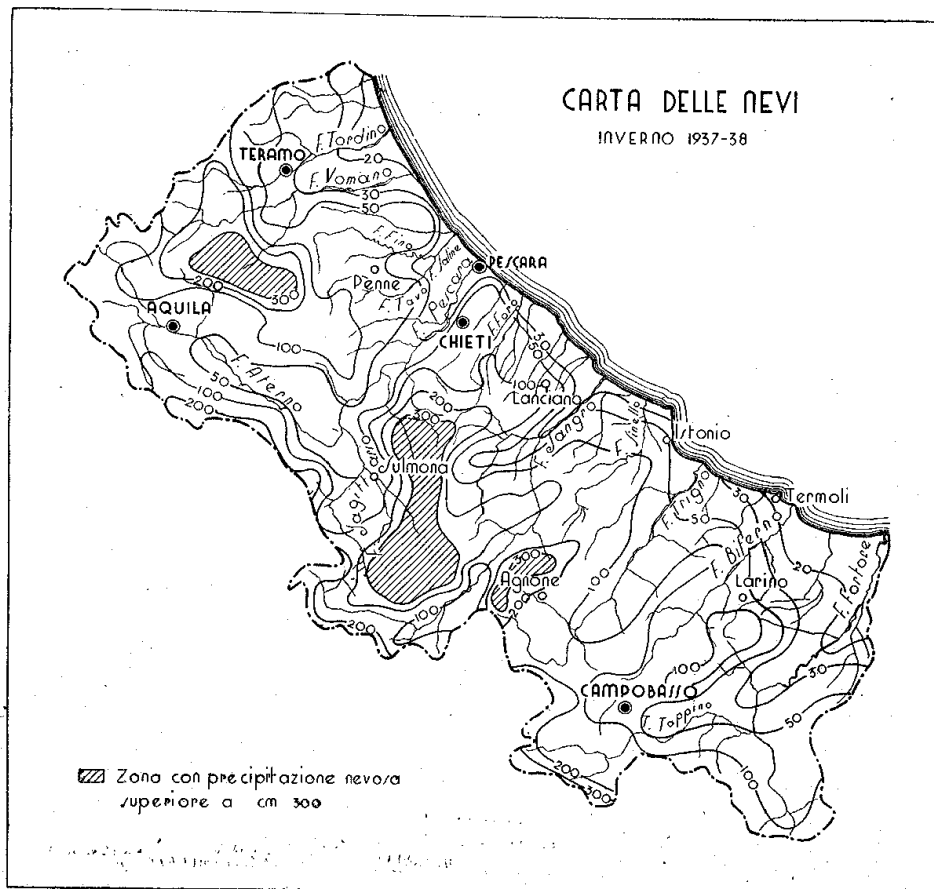 CARTA DELLE NEVI
INVERNO 1937-38
F. Tordino
TERAMO
20
F. Vomano
30
50
F. Fino
F. Saline
PESCARA
Penne
F. Tavo
Pescara
200
300
AQUILA
CHIETI
F. Foro
30
50
100
F. Aterno
50
100
200
100
Lanciano
200
300
F. Sangro
F. Sinello
Istonio
Sulmona
Sagittario
F. Trigno
30
Termoli
50
F. Biferno
300
Agnone
200
100
20
Larino
F. Fortore
200
100
100
30
CAMPOBASSO
T. Tappino
50
200
300
100
Zona con precipitazione nevosa
superiore a cm 300